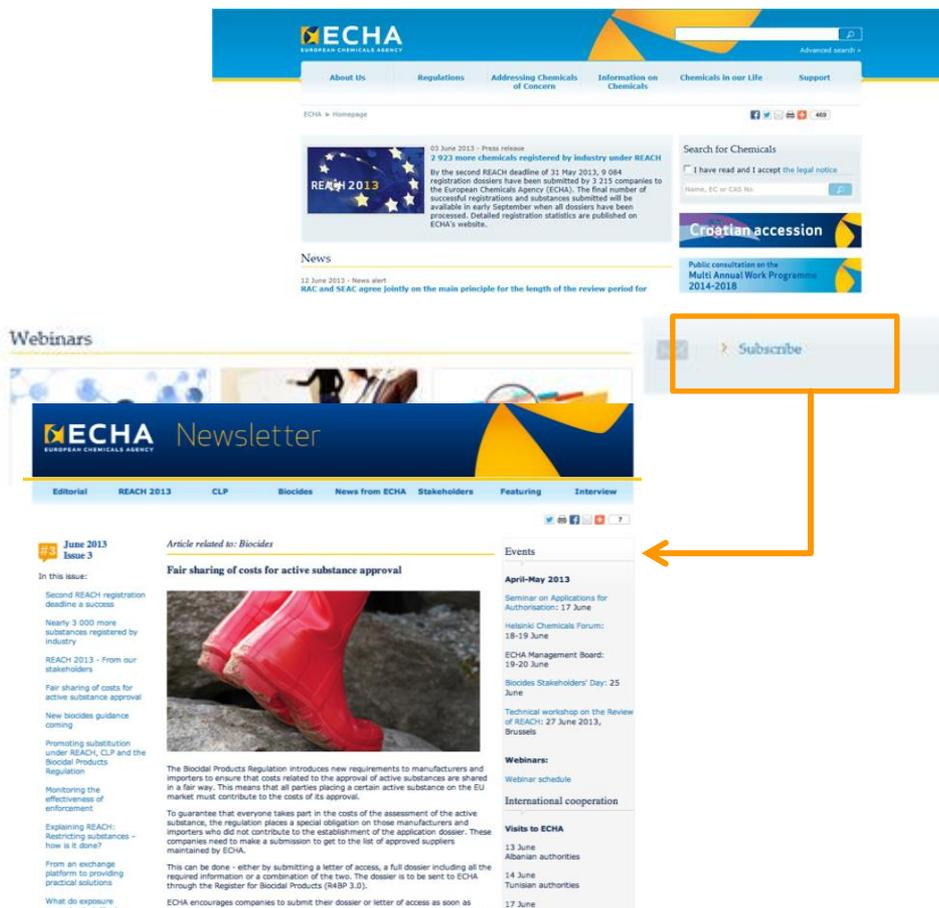 ECHA
EUROPEAN CHEMICALS AGENCY
Advanced search »
About Us
Regulations
Addressing Chemicals
of Concern
Information on
Chemicals
Chemicals in our Life
Support
ECHA > Homepage
469
REACH 2013
03 June 2013 - Press release
2 923 more chemicals registered by industry under REACH
By the second REACH deadline of 31 May 2013, 9 084
registration dossiers have been submitted by 3 215 companies to
the European Chemicals Agency (ECHA). The final number of
successful registrations and substances submitted will be
available in early September when all dossiers have been
processed. Detailed registration statistics are published on
ECHA's website.
Search for Chemicals
I have read and I accept the legal notice
Name, EC or CAS No
Croatian accession
Public consultation on the
Multi Annual Work Programme
2014-2018
News
12 June 2013 - News alert
RAC and SEAC agree jointly on the main principle for the length of the review period for
Webinars
Subscribe
ECHA
EUROPEAN CHEMICALS AGENCY
Newsletter
Editorial
REACH 2013
CLP
Biocides
News from ECHA
Stakeholders
Featuring
Interview
7
#3
June 2013
Issue 3
In this issue:
Second REACH registration
deadline a success
Nearly 3 000 more
substances registered by
industry
REACH 2013 - From our
stakeholders
Fair sharing of costs for
active substance approval
New biocides guidance
coming
Promoting substitution
under REACH, CLP and the
Biocidal Products
Regulation
Monitoring the
effectiveness of
enforcement
Explaining REACH:
Restricting substances –
how is it done?
From an exchange
platform to providing
practical solutions
What do exposure
Article related to: Biocides
Fair sharing of costs for active substance approval
The Biocidal Products Regulation introduces new requirements to manufacturers and
importers to ensure that costs related to the approval of active substances are shared
in a fair way. This means that all parties placing a certain active substance on the EU
market must contribute to the costs of its approval.
To guarantee that everyone takes part in the costs of the assessment of the active
substance, the regulation places a special obligation on those manufacturers and
importers who did not contribute to the establishment of the application dossier. These
companies need to make a submission to get to the list of approved suppliers
maintained by ECHA.
This can be done - either by submitting a letter of access, a full dossier including all the
required information or a combination of the two. The dossier is to be sent to ECHA
through the Register for Biocidal Products (R4BP 3.0).
ECHA encourages companies to submit their dossier or letter of access as soon as
Events
April-May 2013
Seminar on Applications for
Authorisation: 17 June
Helsinki Chemicals Forum:
18-19 June
ECHA Management Board:
19-20 June
Biocides Stakeholders' Day: 25
June
Technical workshop on the Review
of REACH: 27 June 2013,
Brussels
Webinars:
Webinar schedule
International cooperation
Visits to ECHA
13 June
Albanian authorities
14 June
Tunisian authorities
17 June